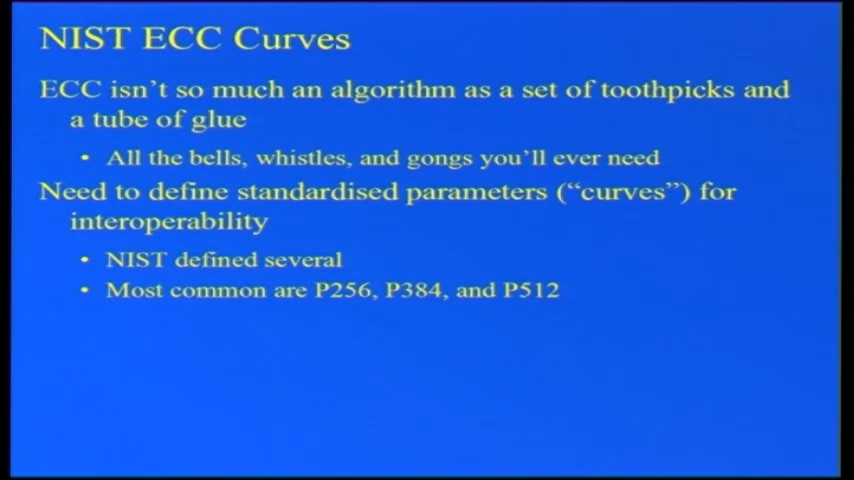 NIST ECC Curves
ECC isn't so much an algorithm as a set of toothpicks and
a tube of glue
• All the bells, whistles, and gongs you'll ever need
Need to define standardised parameters (“curves”) for
interoperability
• NIST defined several
• Most common are P256, P384, and P512